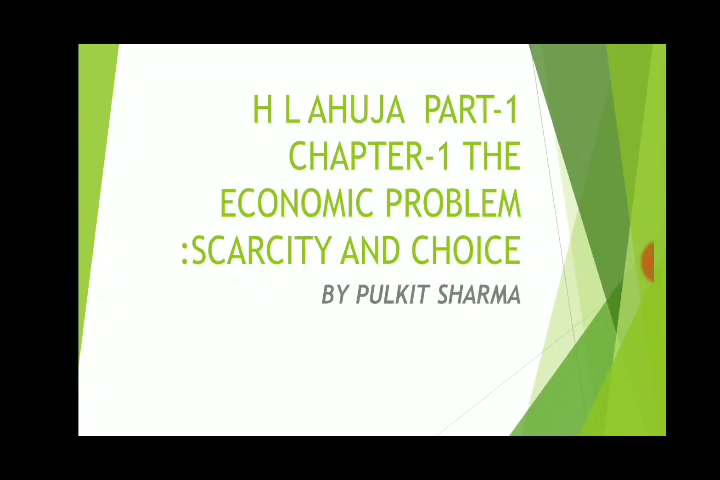 H L AHUJA PART-1
CHAPTER-1 THE
ECONOMIC PROBLEM
:SCARCITY AND CHOICE
BY PULKIT SHARMA